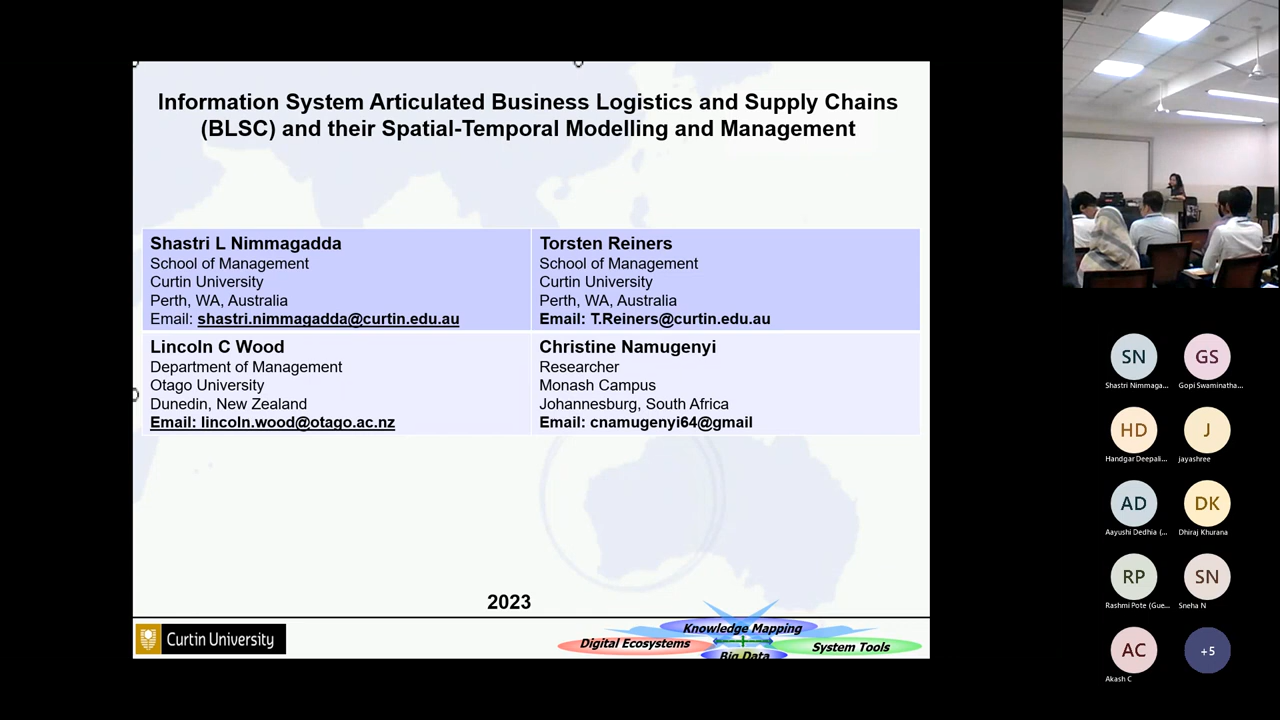 Information System Articulated Business Logistics and Supply Chains
(BLSC) and their Spatial-Temporal Modelling and Management
Shastri L Nimmagadda
School of Management
Curtin University
Perth, WA, Australia
Email: shastri.nimmagadda@curtin.edu.au
Torsten Reiners
School of Management
Curtin University
Perth, WA, Australia
Email: T.Reiners@curtin.edu.au
Lincoln C Wood
Department of Management
Otago University
Dunedin, New Zealand
Email: lincoln.wood@otago.ac.nz
Christine Namugenyi
Researcher
Monash Campus
Johannesburg, South Africa
Email: cnamugenyi64@gmail
2023
Curtin University
Knowledge Mapping
Digital Ecosystems
System Tools
Big Data
SN
GS
Shastri Nimmaga...
Gopi Swaminatha...
HD
J
Handgar Deepali...
jayashree
AD
DK
Aayushi Dedhia (...
Dhiraj Khurana
RP
SN
Rashmi Pote (Gue...
Sneha N
AC
+5
Akash C